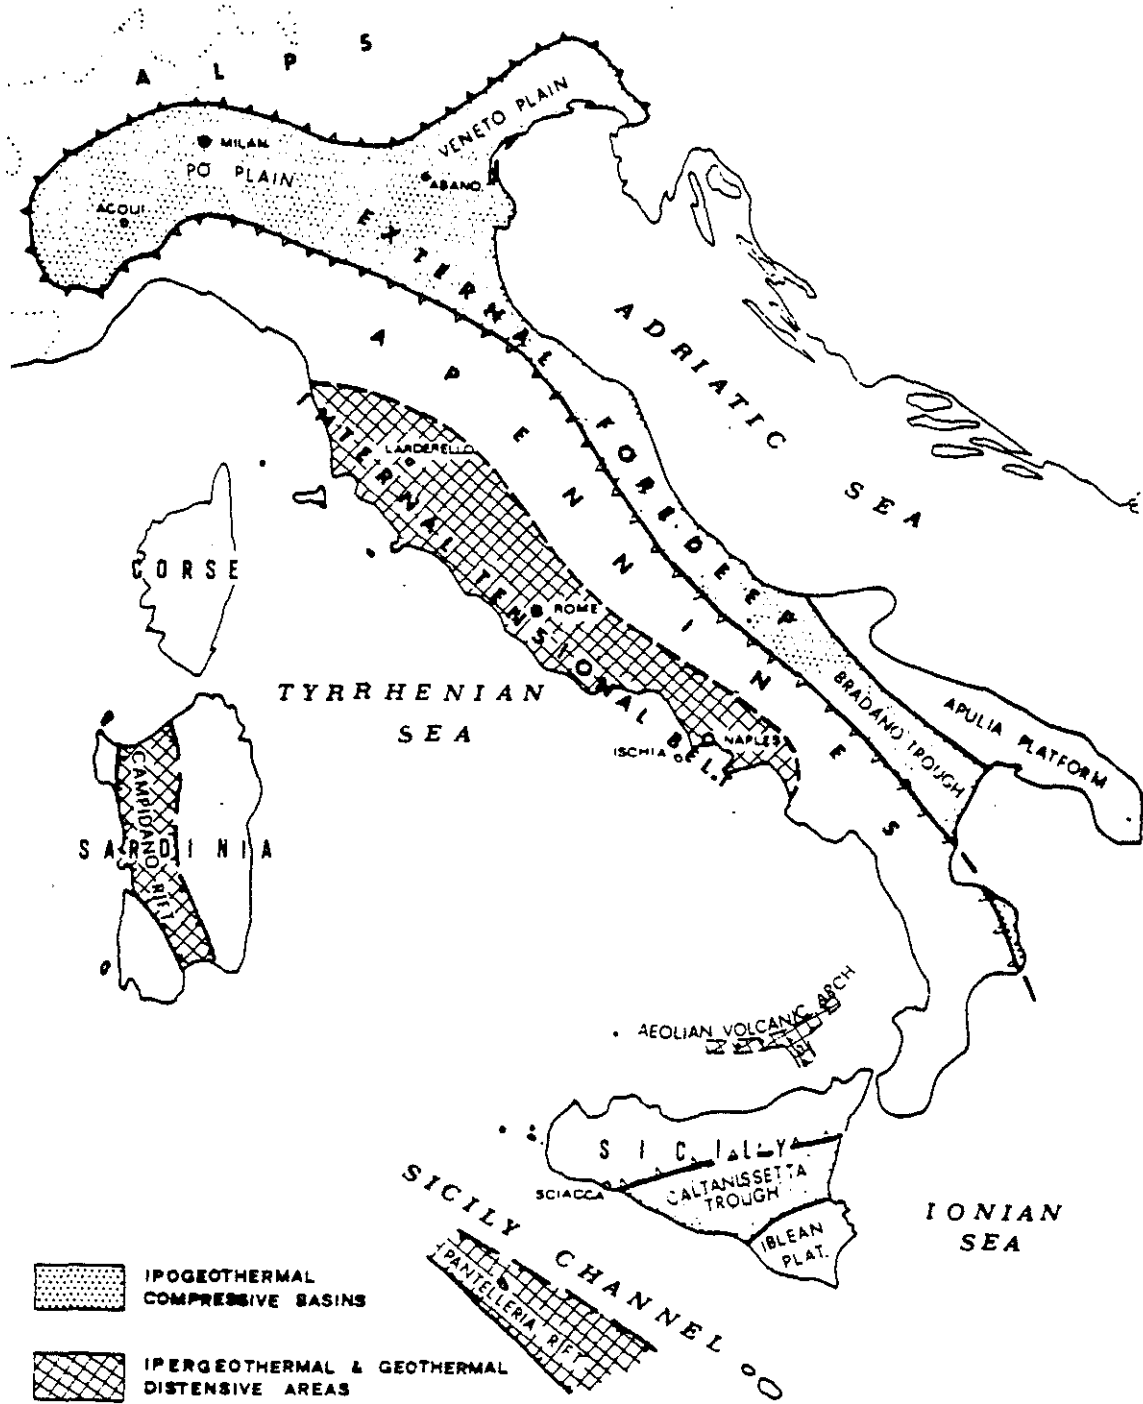 ALPS
VENETO PLAIN
MILAN
PO PLAIN
ABANO
ACQUI
EXTERNAL FOREDEEP
ADRIATIC SEA
APENNINES
INTERNAL TENSIONAL BELT
LARDERELLO
CORSE
ROME
TYRRHENIAN
SEA
BRADANO TROUGH
APULIA PLATFORM
NAPLES
ISCHIA
CAMPIDANO RIFT
SARDINIA
AEOLIAN VOLCANIC ARCH
SICILY
SCIACCA
CALTANISSETTA
TROUGH
IBLEAN
PLAT.
IONIAN
SEA
SICILY CHANNEL
PANTELLERIA RIFT
IPOGEOTHERMAL
COMPRESSIVE BASINS
IPERGEOTHERMAL & GEOTHERMAL
DISTENSIVE AREAS